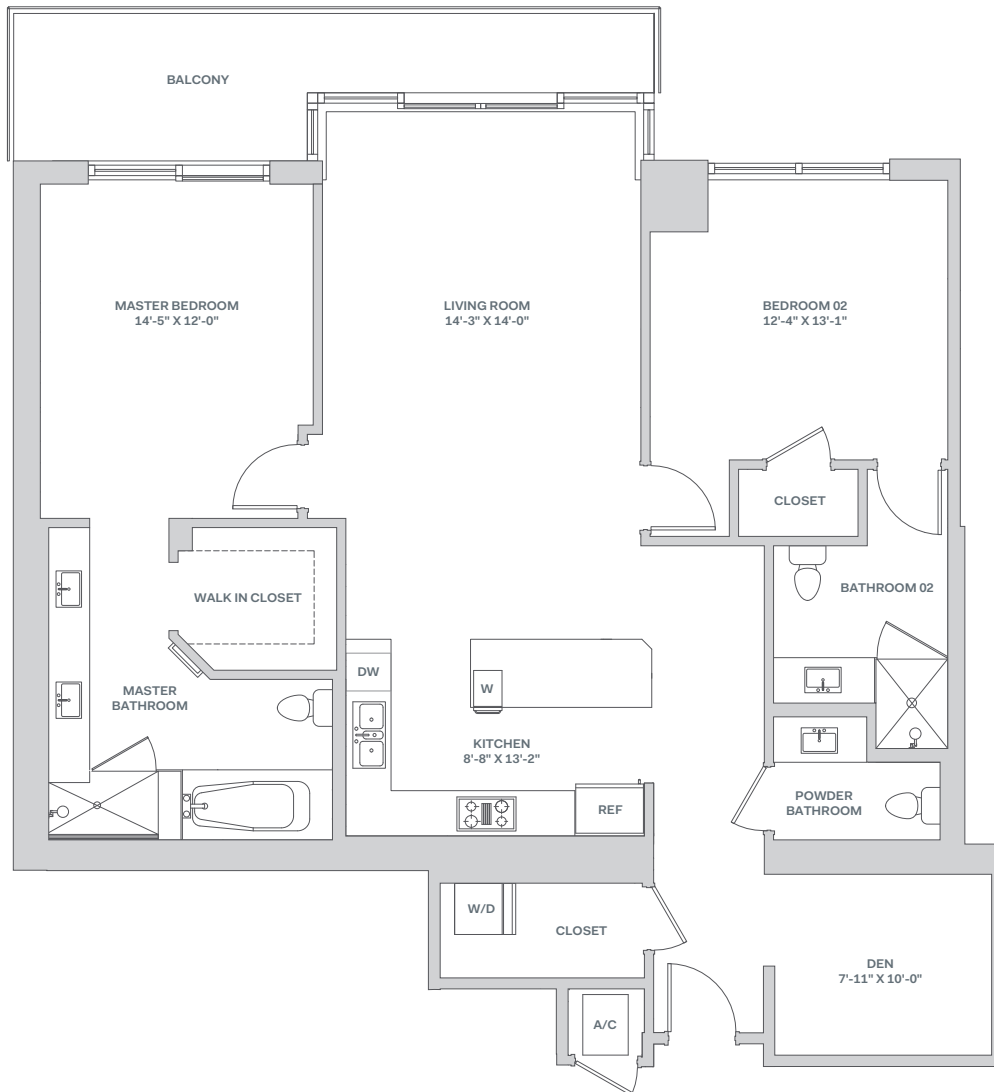 BALCONY
MASTER BEDROOM
14'-5" X 12'-0"
LIVING ROOM
14'-3" X 14'-0"
BEDROOM 02
12'-4" X 13'-1"
CLOSET
WALK IN CLOSET
BATHROOM 02
DW
W
MASTER
BATHROOM
KITCHEN
8'-8" X 13'-2"
REF
POWDER
BATHROOM
W/D
CLOSET
DEN
7'-11" X 10'-0"
A/C